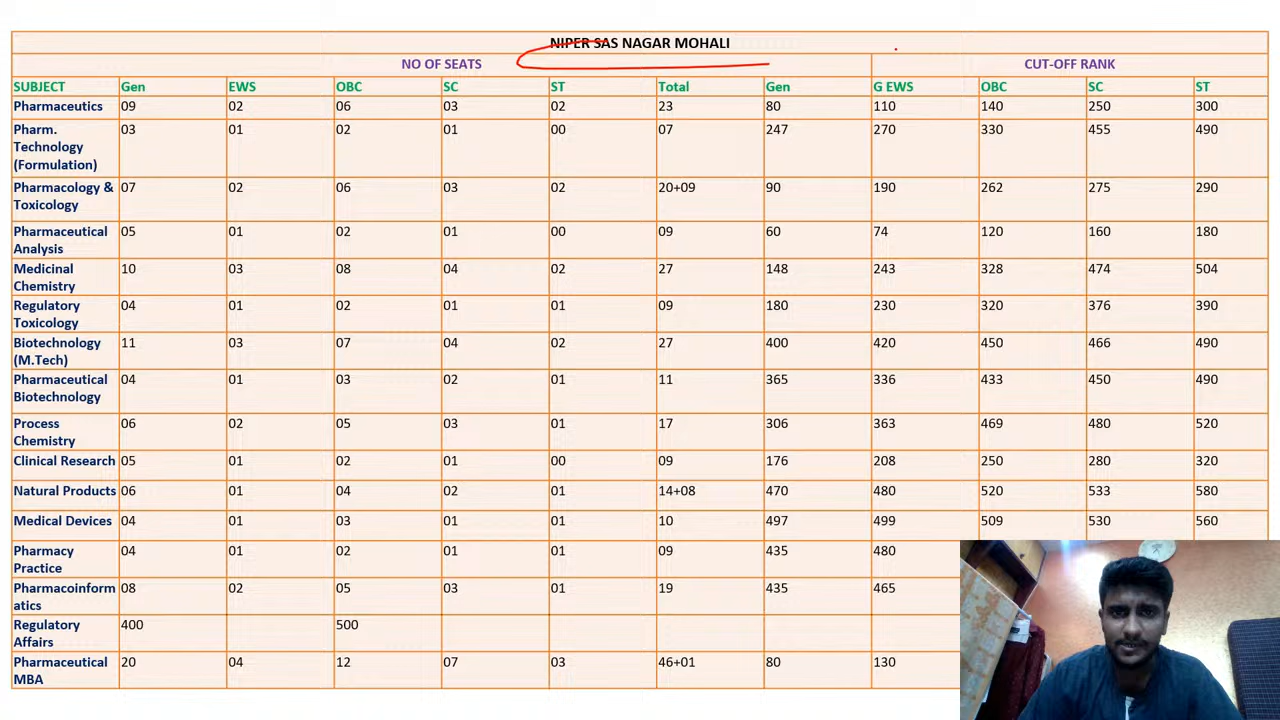 NIPER SAS NAGAR MOHALI
NO OF SEATS CUT-OFF RANK
SUBJECT Gen EWS OBC SC ST Total Gen G EWS OBC SC ST
Pharmaceutics 09 02 06 03 02 23 80 110 140 250 300
Pharm. 03 01 02 01 00 07 247 270 330 455 490
Technology
(Formulation)
Pharmacology & 07 02 06 03 02 20+09 90 190 262 275 290
Toxicology
Pharmaceutical 05 01 02 01 00 09 60 74 120 160 180
Analysis
Medicinal 10 03 08 04 02 27 148 243 328 474 504
Chemistry
Regulatory 04 01 02 01 01 09 180 230 320 376 390
Toxicology
Biotechnology 11 03 07 04 02 27 400 420 450 466 490
(M.Tech)
Pharmaceutical 04 01 03 02 01 11 365 336 433 450 490
Biotechnology
Process 06 02 05 03 01 17 306 363 469 480 520
Chemistry
Clinical Research 05 01 02 01 00 09 176 208 250 280 320
Natural Products 06 01 04 02 01 14+08 470 480 520 533 580
Medical Devices 04 01 03 01 01 10 497 499 509 530 560
Pharmacy 04 01 02 01 01 09 435 480
Practice
Pharmacoinform 08 02 05 03 01 19 435 465
atics
Regulatory 400 500
Affairs
Pharmaceutical 20 04 12 07 03 46+01 80 130
MBA